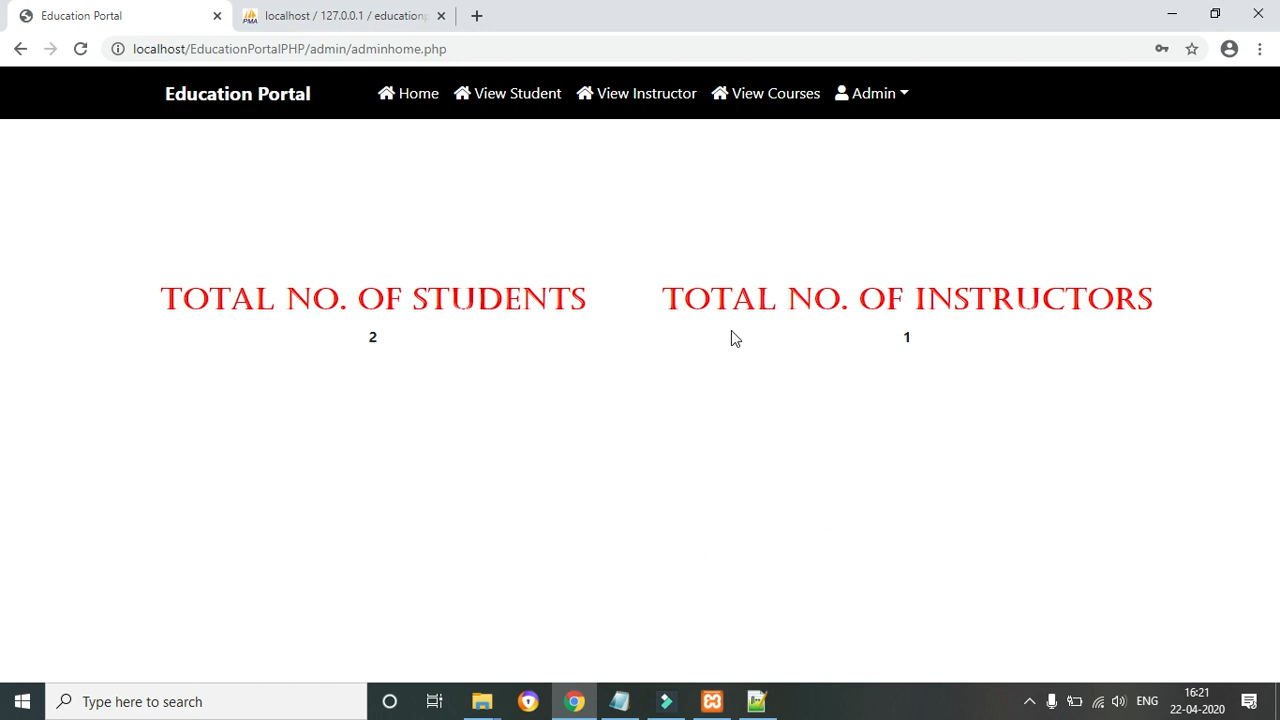 Education Portal
localhost / 127.0.0.1 / educationp
localhost/EducationPortalPHP/admin/adminhome.php
Education Portal Home View Student View Instructor View Courses Admin
TOTAL NO. OF STUDENTS
2
TOTAL NO. OF INSTRUCTORS
1
Type here to search
ENG
16:21
22-04-2020